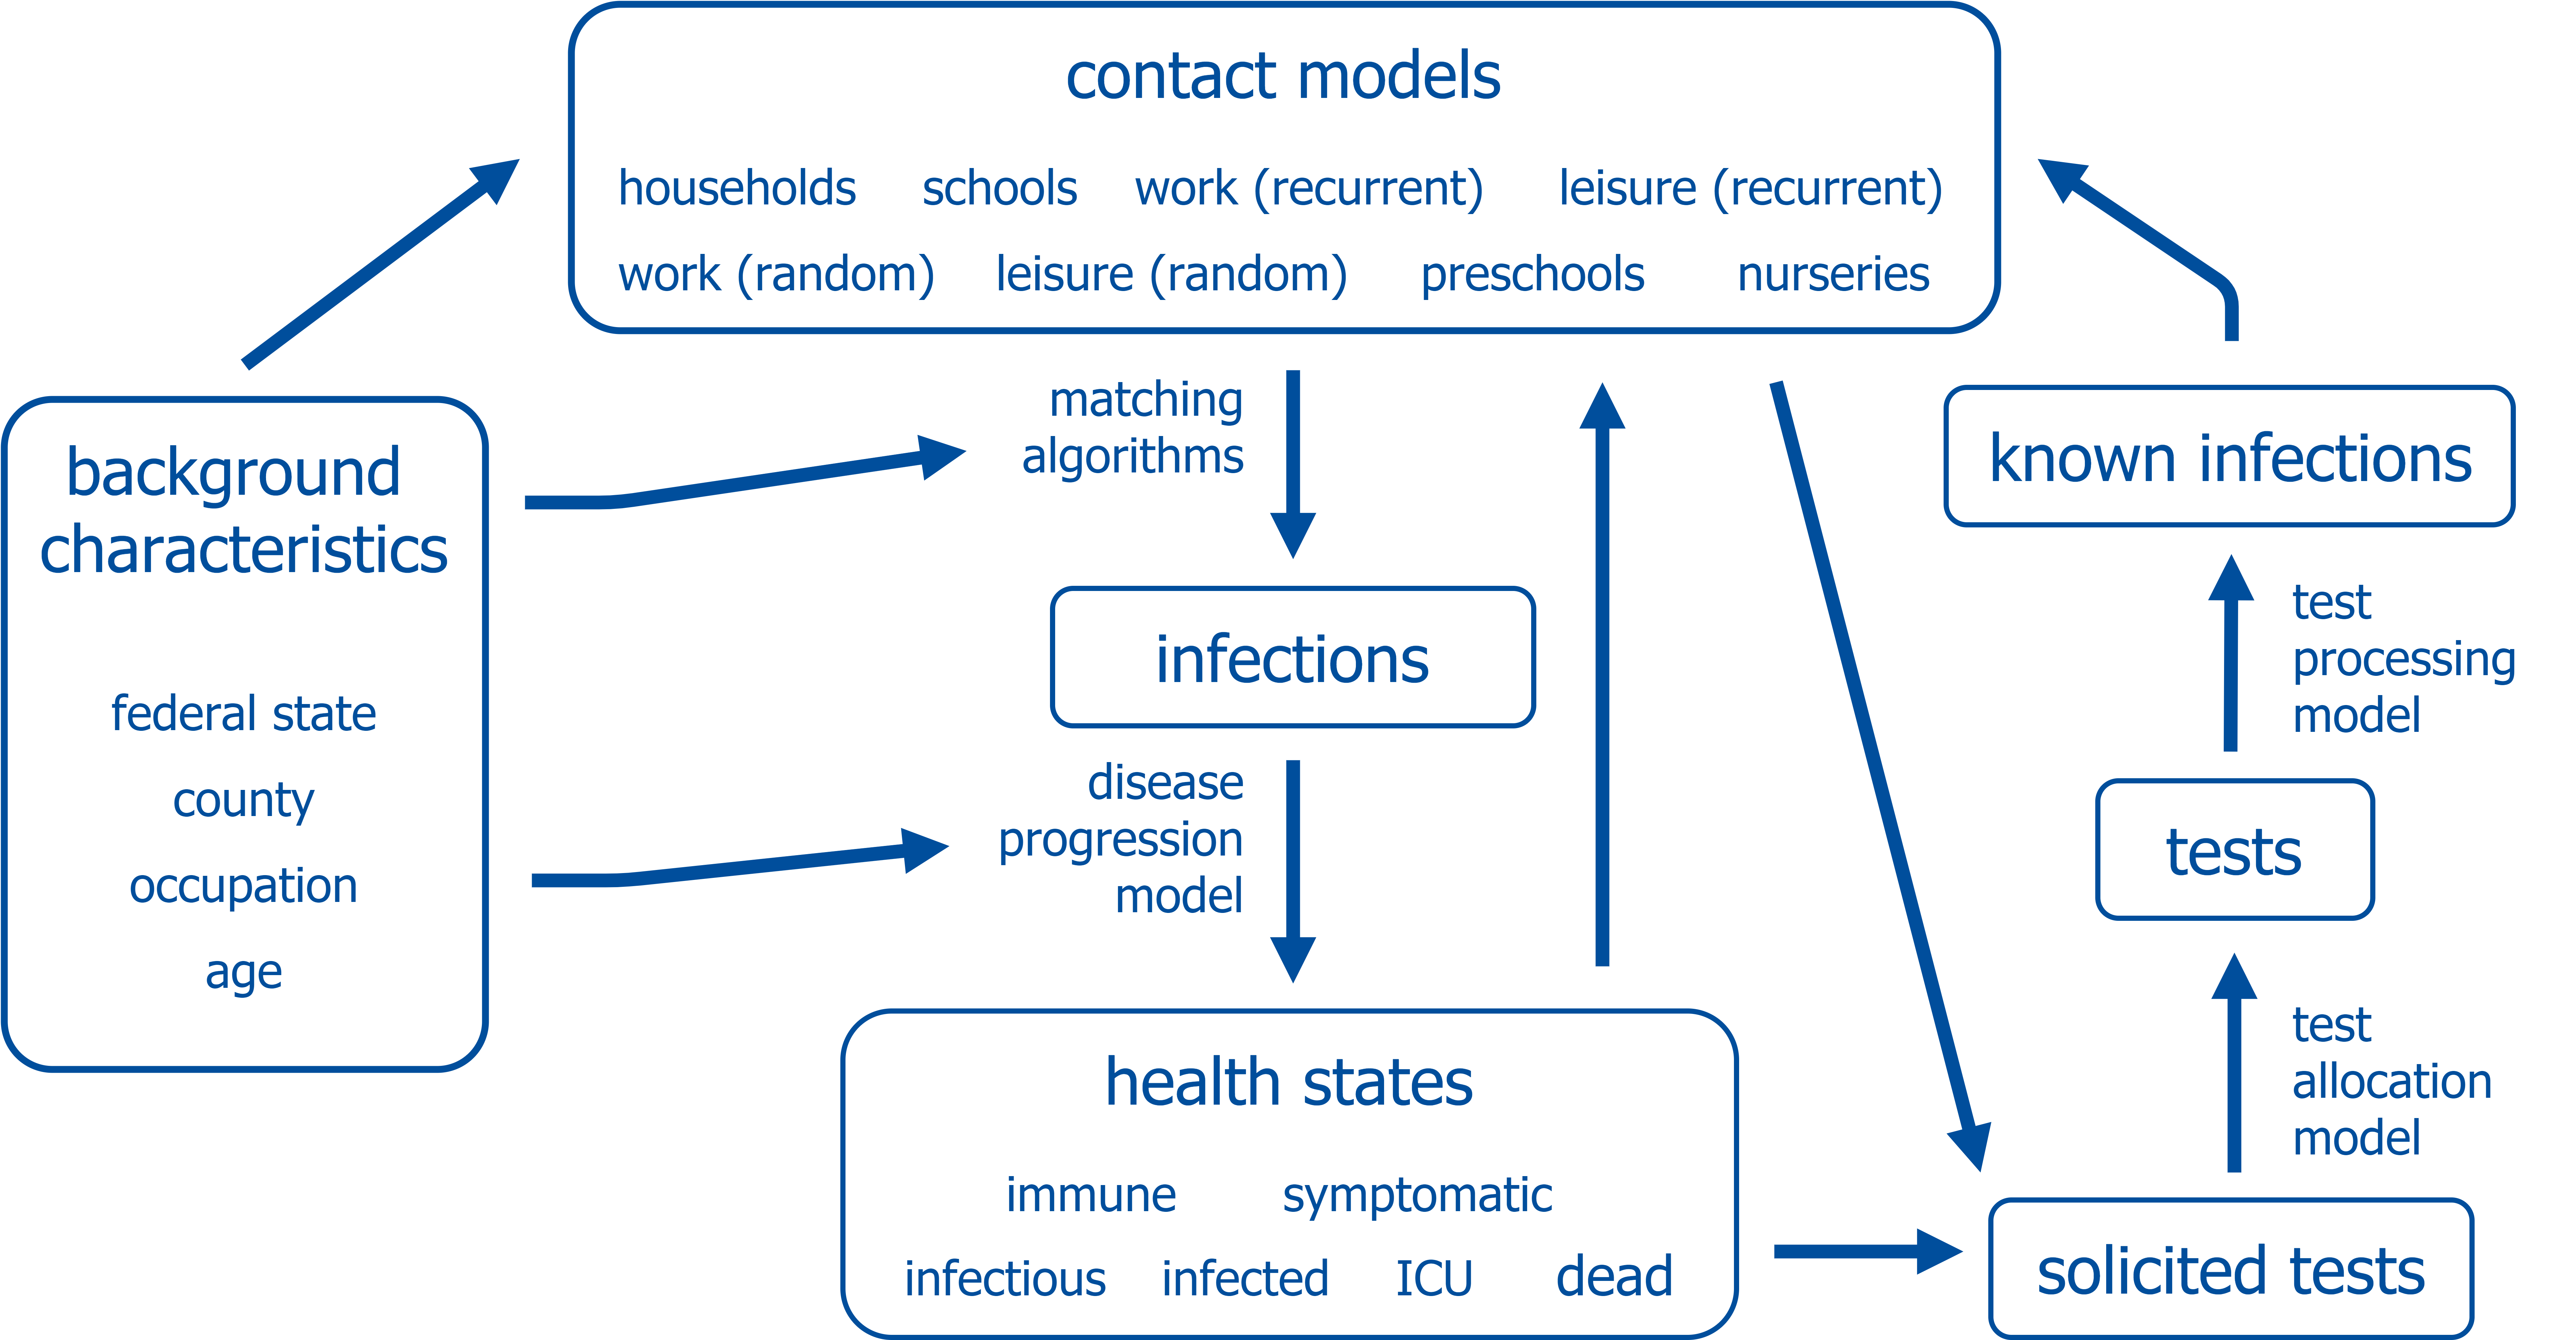 contact models
households schools work (recurrent) leisure (recurrent)
work (random) leisure (random) preschools nurseries
background
characteristics
federal state
county
occupation
age
matching
algorithms
infections
disease
progression
model
health states
immune symptomatic
infectious infected ICU dead
known infections
test
processing
model
tests
test
allocation
model
solicited tests